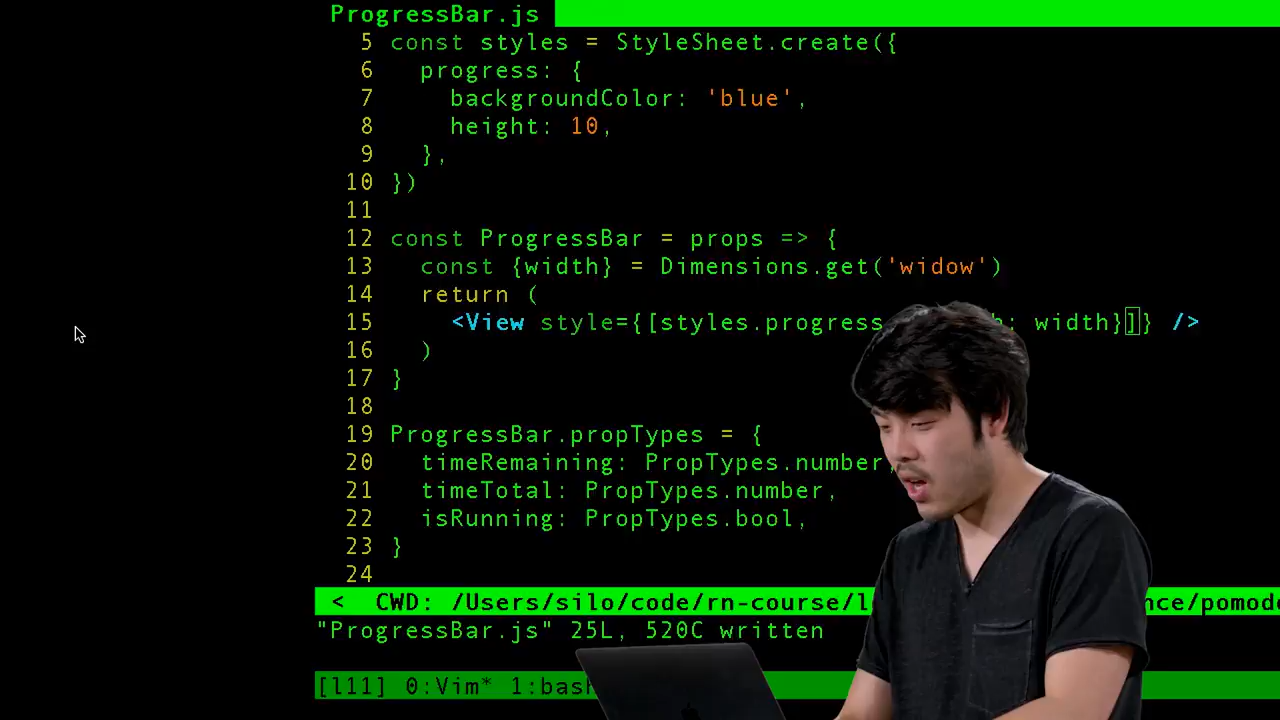 ProgressBar.js
5 const styles = StyleSheet.create({
6 progress: {
7 backgroundColor: 'blue',
8 height: 10,
9 },
10 })
11
12 const ProgressBar = props => {
13 const {width} = Dimensions.get('widow')
14 return (
15 <View style={[styles.progress : width}]} />
16 )
17 }
18
19 ProgressBar.propTypes = {
20 timeRemaining: PropTypes.number,
21 timeTotal: PropTypes.number,
22 isRunning: PropTypes.bool,
23 }
24
< CWD: /Users/silo/code/rn-course/l nce/pomod
"ProgressBar.js" 25L, 520C written
[l11] 0:Vim* 1:bash